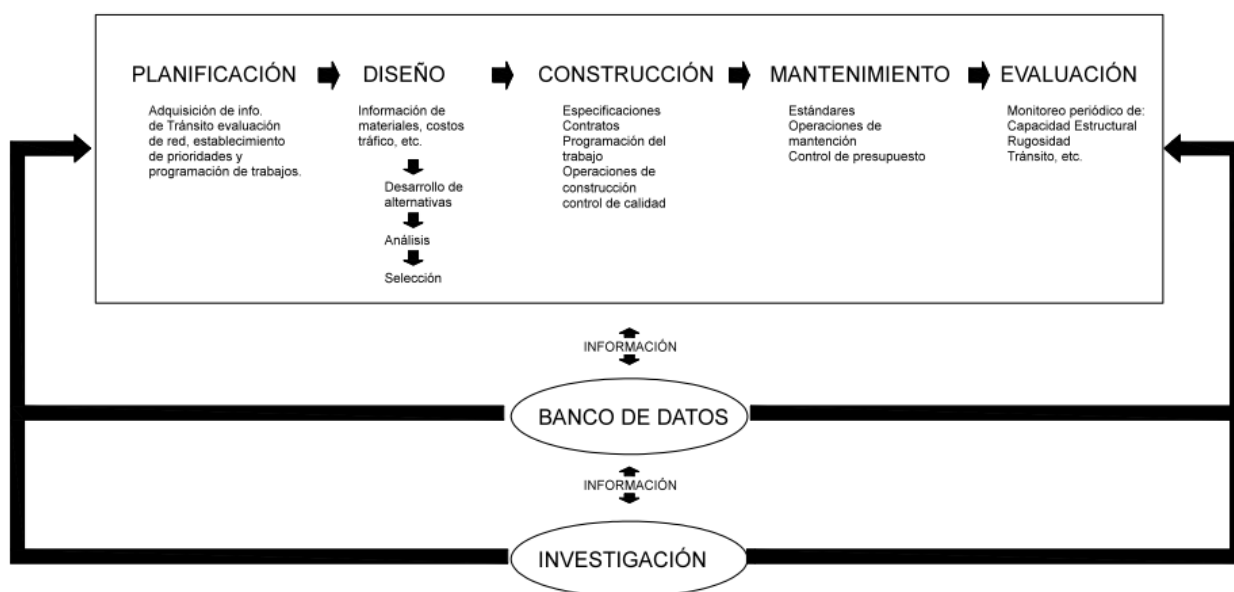 PLANIFICACIÓN
Adquisición de info.
de Tránsito evaluación
de red, establecimiento
de prioridades y
programación de trabajos.
DISEÑO
Información de
materiales, costos
tráfico, etc.
Desarrollo de
alternativas
Análisis
Selección
CONSTRUCCIÓN
Especificaciones
Contratos
Programación del
trabajo
Operaciones de
construcción
control de calidad
MANTENIMIENTO
Estándares
Operaciones de
mantención
Control de presupuesto
EVALUACIÓN
Monitoreo periódico de:
Capacidad Estructural
Rugosidad
Tránsito, etc.
INFORMACIÓN
BANCO DE DATOS
INFORMACIÓN
INVESTIGACIÓN